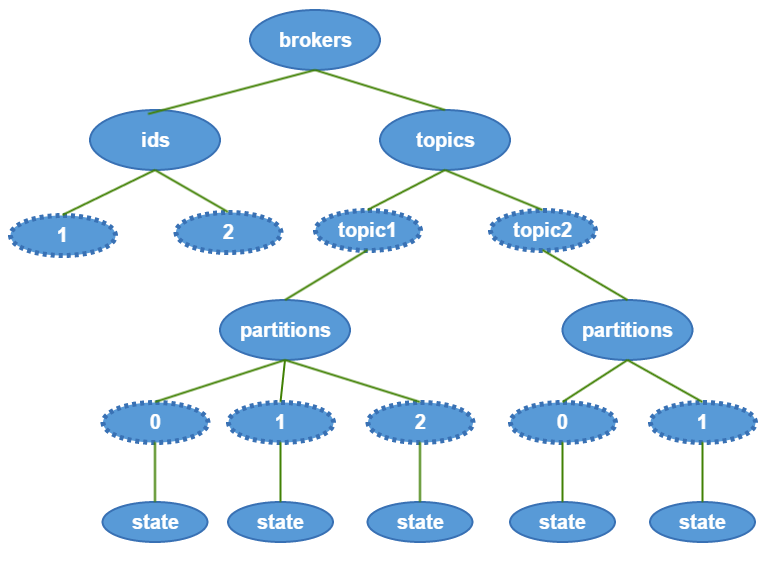 brokers
ids
topics
1
2
topic1
topic2
partitions
partitions
0
1
2
0
1
state
state
state
state
state